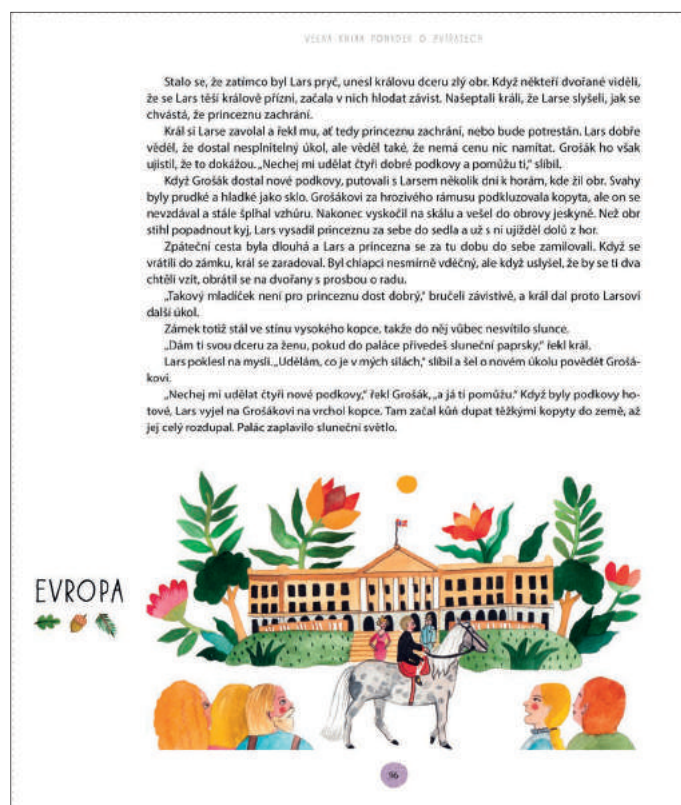 VELKÁ KNIHA POHÁDEK O ZVÍŘATECH
Stalo se, že zatímco byl Lars pryč, unesl královu dceru zlý obr. Když někteří dvořané viděli,
že se Lars těší králově přízni, začala v nich hlodat závist. Našeptali králi, že Larse slyšeli, jak se
chvástá, že princeznu zachrání.
Král si Larse zavolal a řekl mu, ať tedy princeznu zachrání, nebo bude potrestán. Lars dobře
věděl, že dostal nesplnitelný úkol, ale věděl také, že nemá cenu nic namítat. Grošák ho však
ujistil, že to dokážou. „Nechej mi udělat čtyři dobré podkovy a pomůžu ti,“ slíbil.
Když Grošák dostal nové podkovy, putovali s Larsem několik dní k horám, kde žil obr. Svahy
byly prudké a hladké jako sklo. Grošákovi za hrozivého rámusu podkluzovala kopyta, ale on se
nevzdával a stále šplhal vzhůru. Nakonec vyskočil na skálu a vešel do obrovy jeskyně. Než obr
stihl popadnout kyj, Lars vysadil princeznu za sebe do sedla a už s ní ujížděl dolů z hor.
Zpáteční cesta byla dlouhá a Lars a princezna se za tu dobu do sebe zamilovali. Když se
vrátili do zámku, král se zaradoval. Byl chlapci nesmírně vděčný, ale když uslyšel, že by se ti dva
chtěli vzít, obrátil se na dvořany s prosbou o radu.
„Takový mladíček není pro princeznu dost dobrý,“ bručeli závistivě, a král dal proto Larsovi
další úkol.
Zámek totiž stál ve stínu vysokého kopce, takže do něj vůbec nesvítilo slunce.
„Dám ti svou dceru za ženu, pokud do paláce přivedeš sluneční paprsky,“ řekl král.
Lars poklesl na mysli. „Udělám, co je v mých silách,“ slíbil a šel o novém úkolu povědět Grošá-
kovi.
„Nechej mi udělat čtyři nové podkovy,“ řekl Grošák, „a já ti pomůžu.“ Když byly podkovy ho-
tové, Lars vyjel na Grošákovi na vrchol kopce. Tam začal kůň dupat těžkými kopyty do země, až
jej celý rozdupal. Palác zaplavilo sluneční světlo.
EVROPA
96